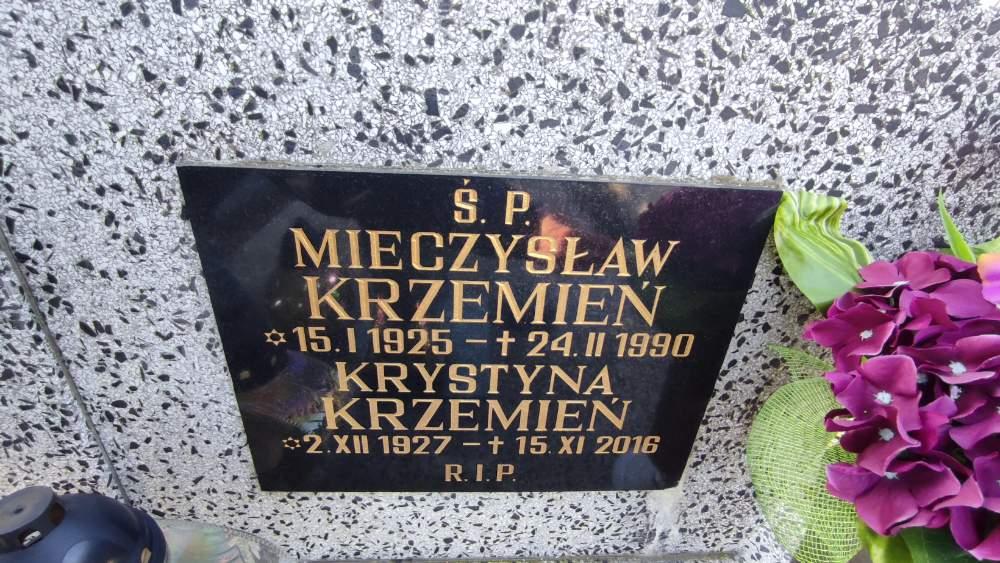 Ś. P.
MIECZYSŁAW
KRZEMIEŃ
✡ 15. I 1925 – † 24. II 1990
KRYSTYNA
KRZEMIEŃ
✡ 2. XII 1927 – † 15. XI 2016
R. I. P.